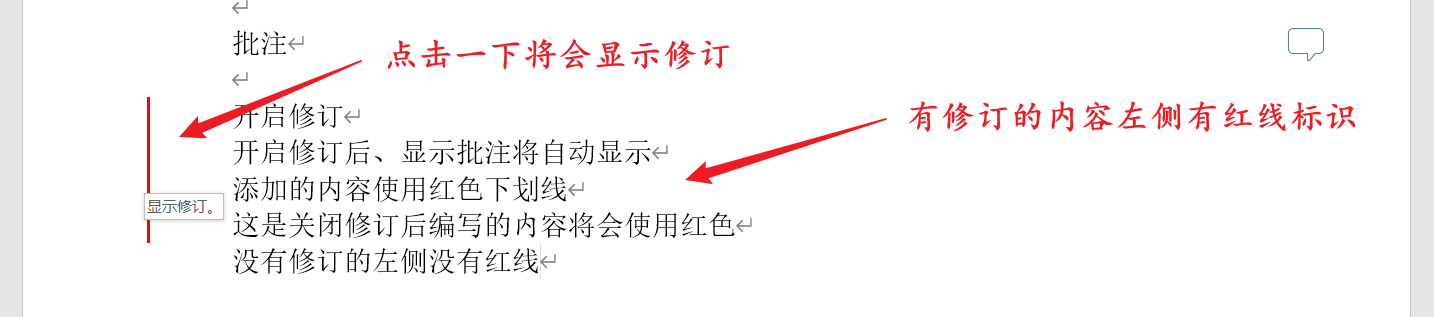 批注
点击一下将会显示修订
开启修订
有修订的内容左侧有红线标识
开启修订后、显示批注将自动显示
添加的内容使用红色下划线
显示修订。
这是关闭修订后编写的内容将会使用红色
没有修订的左侧没有红线